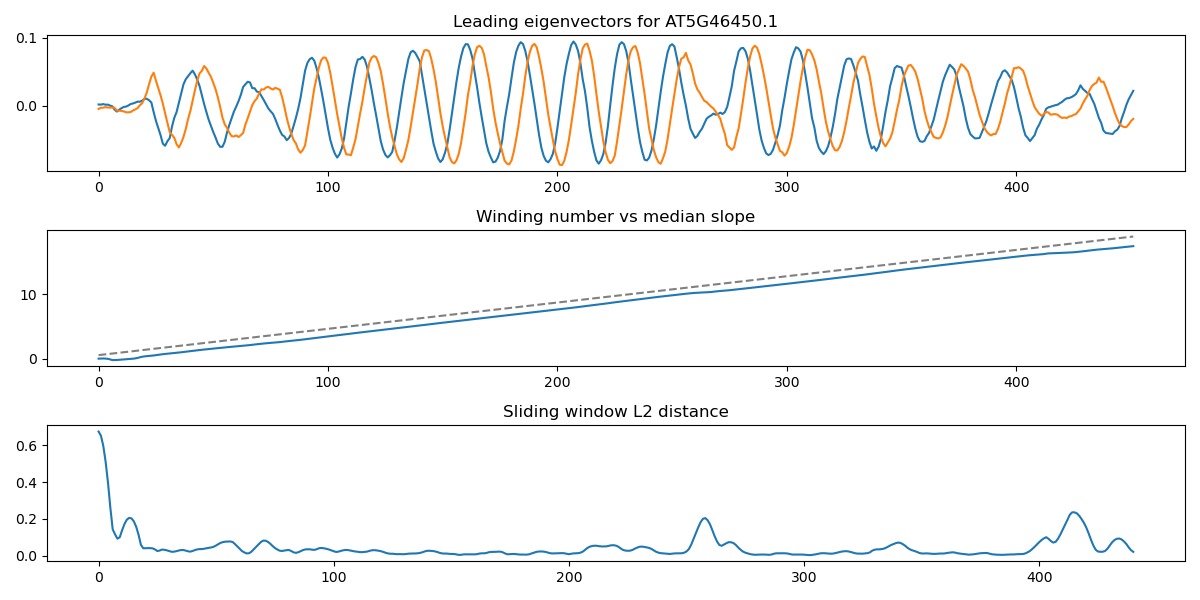 Leading eigenvectors for AT5G46450.1
0.1
0.0
0 100 200 300 400
Winding number vs median slope
10
0
0 100 200 300 400
Sliding window L2 distance
0.6
0.4
0.2
0.0
0 100 200 300 400